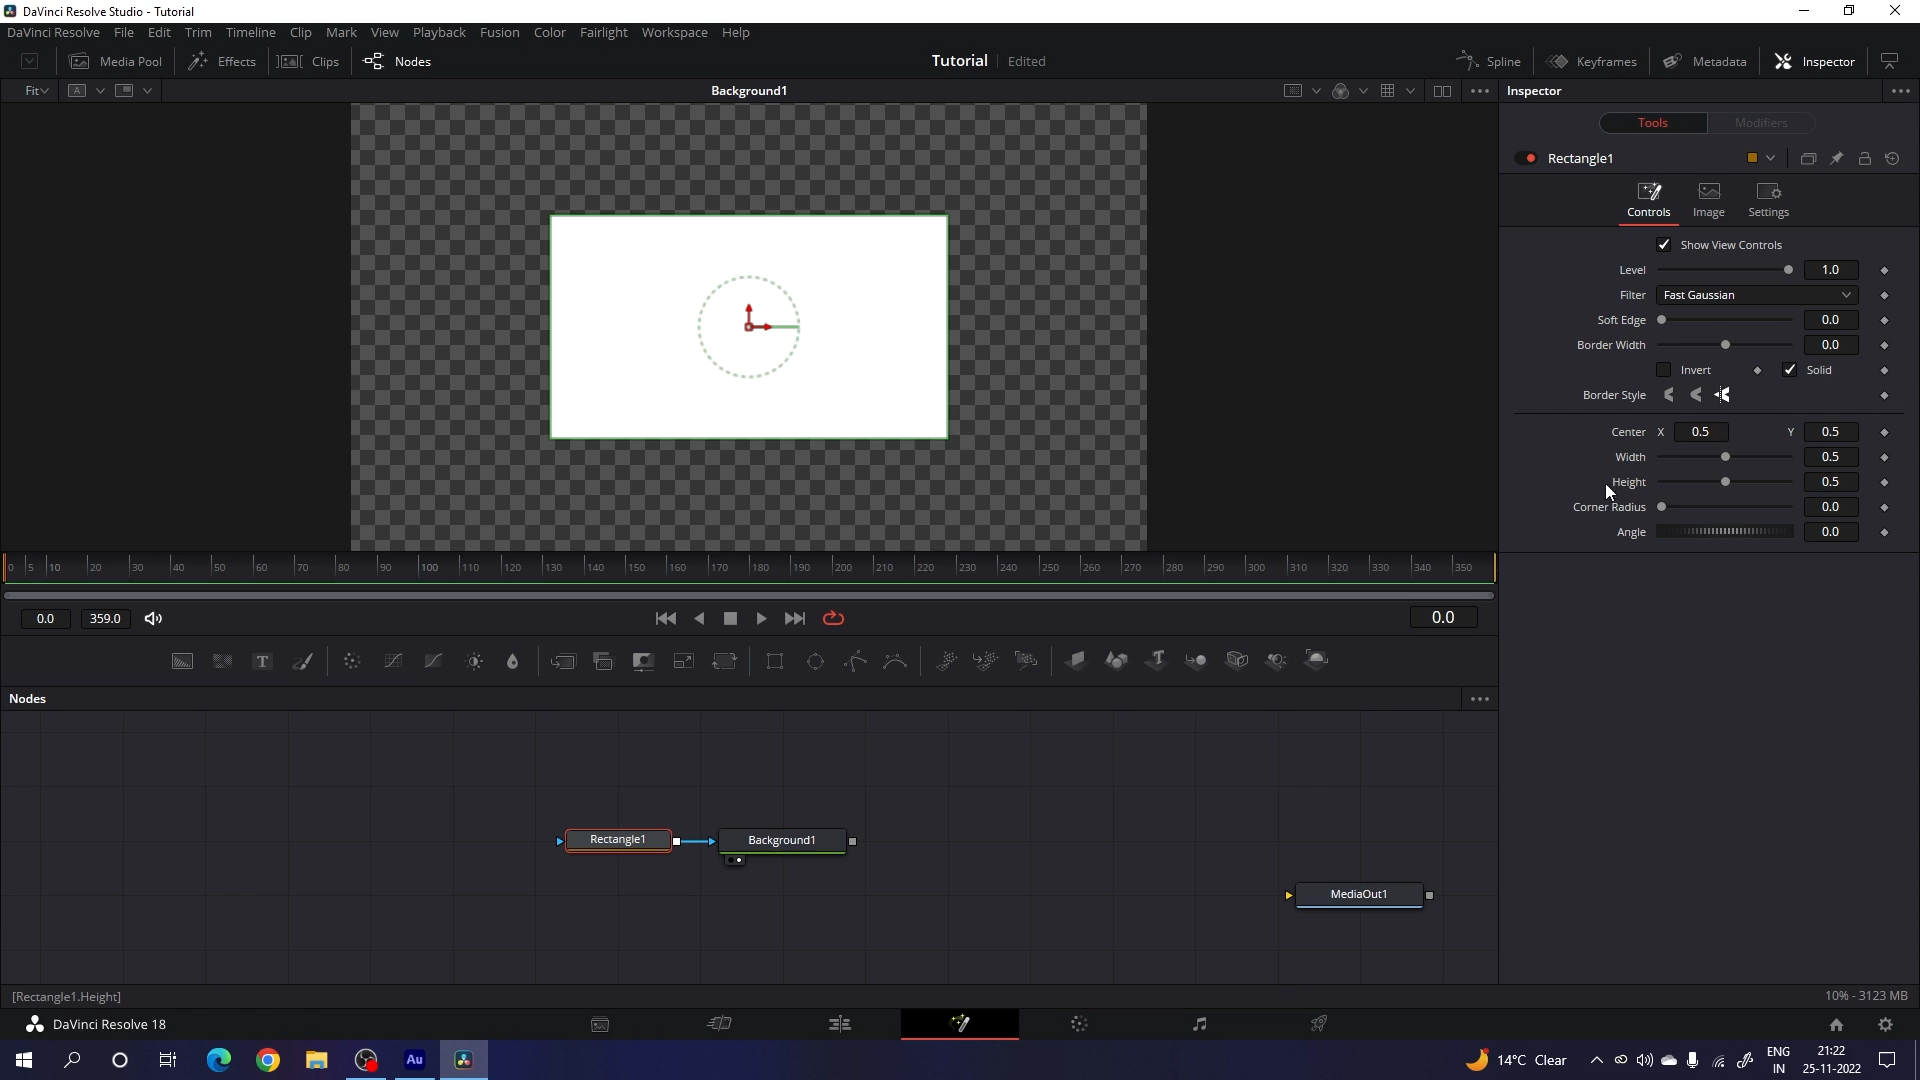 DaVinci Resolve Studio - Tutorial
DaVinci Resolve File Edit Trim Timeline Clip Mark View Playback Fusion Color Fairlight Workspace Help
Media Pool Effects Clips Nodes Tutorial Edited Spline Keyframes Metadata Inspector
Fit A Background1 Inspector
Tools Modifiers
Rectangle1
Controls Image Settings
Show View Controls
Level 1.0
Filter Fast Gaussian
Soft Edge 0.0
Border Width 0.0
Invert Solid
Border Style
Center X 0.5 Y 0.5
Width 0.5
Height 0.5
Corner Radius 0.0
Angle 0.0
0 5 10 20 30 40 50 60 70 80 90 100 110 120 130 140 150 160 170 180 190 200 210 220 230 240 250 260 270 280 290 300 310 320 330 340 350
0.0 359.0 0.0
T T
Nodes
Rectangle1 Background1
MediaOut1
[Rectangle1.Height] 10% - 3123 MB
DaVinci Resolve 18
Au 14°C Clear ENG IN 21:22 25-11-2022